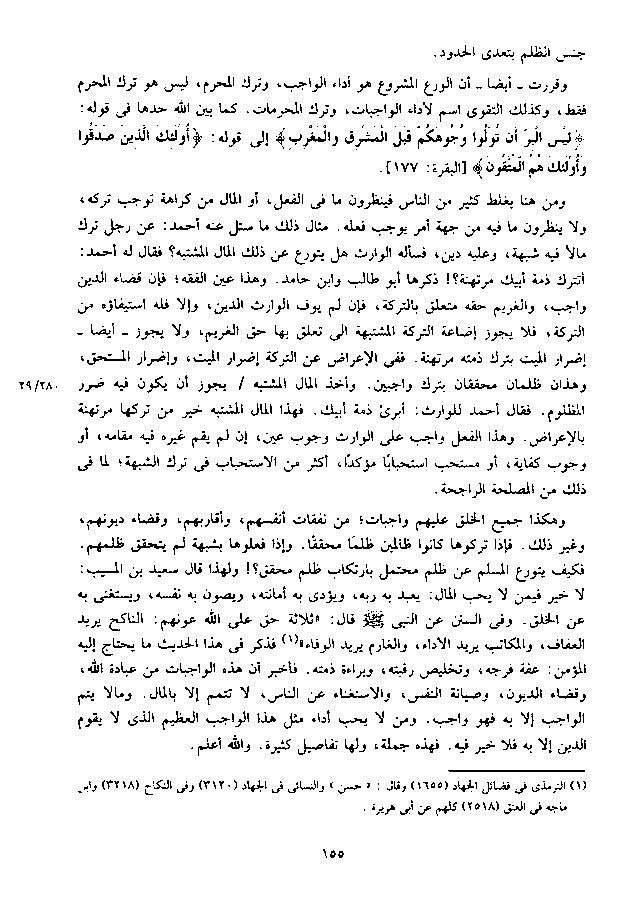 جنس الظلم بتعدى الحدود.
وقررت ـ أيضا ـ أن الورع المشروع هو أداء الواجب، وترك المحرم، ليس هو ترك المحرم
فقط، وكذلك التقوى اسم لأداء الواجبات، وترك المحرمات. كما بين الله حدها فى قوله:
﴿لَيْسَ الْبِرَّ أَن تُوَلُّوا وُجُوهَكُمْ قِبَلَ الْمَشْرِقِ وَالْمَغْرِبِ﴾ إلى قوله: ﴿أُوْلَئِكَ الَّذِينَ صَدَقُوا
وَأُوْلَئِكَ هُمُ الْمُتَّقُونَ﴾ [البقرة: ١٧٧].
ومن هنا يغلط كثير من الناس فينظرون ما فى الفعل، أو المال من كراهة توجب تركه،
ولا ينظرون ما فيه من جهة أمر يوجب فعله. مثال ذلك ما سئل عنه أحمد: عن رجل ترك
مالاً فيه شبهة، وعليه دين، فسأله الوارث هل يتورع عن ذلك المال المشتبه؟ فقال له أحمد:
أتترك ذمة أبيك مرتهنة؟! ذكرها أبو طالب وابن حامد. وهذا عين الفقه؛ فإن قضاء الدين
واجب، والغريم حقه متعلق بالتركة، فإن لم يوف الوارث الدين، وإلا فله استيفاؤه من
التركة، فلا يجوز إضاعة التركة المشتبهة التى تعلق بها حق الغريم، ولا يجوز ـ أيضا ـ
إضرار الميت بترك ذمته مرتهنة. ففى الإعراض عن التركة إضرار الميت، وإضرار المستحق،
وهذان ظلمان محققان بترك واجبين. وأخذ المال المشتبه / يجوز أن يكون فيه ضرر
٢٩/٢٨٠
المظلوم. فقال أحمد للوارث: أبرئ ذمة أبيك. فهذا المال المشتبه خير من تركها مرتهنة
بالإعراض. وهذا الفعل واجب على الوارث وجوب عين، إن لم يقم غيره فيه مقامه، أو
وجوب كفاية، أو مستحب استحبابًا مؤكدًا، أكثر من الاستحباب فى ترك الشبهة؛ لما فى
ذلك من المصلحة الراجحة.
وهكذا جميع الخلق عليهم واجبات؛ من نفقات أنفسهم، وأقاربهم، وقضاء ديونهم،
وغير ذلك. فإذا تركوها كانوا ظالمين ظلمًا محققًا. وإذا فعلوها بشبهة لم يتحقق ظلمهم.
فكيف يتورع المسلم عن ظلم محتمل بارتكاب ظلم محقق؟! ولهذا قال سعيد بن المسيب:
لا خير فيمن لا يحب المال: يعبد به ربه، ويؤدى به أمانته، ويصون به نفسه، ويستغنى به
عن الخلق. وفى السنن عن النبى ﷺ قال: «ثلاثة حق على الله عونهم: الناكح يريد
العفاف، والمكاتب يريد الأداء، والغارم يريد الوفاء»(١) فذكر فى هذا الحديث ما يحتاج إليه
المؤمن: عفة فرجه، وتخليص رقبته، وبراءة ذمته. فأخبر أن هذه الواجبات من عبادة الله،
وقضاء الديون، وصيانة النفس، والاستغناء عن الناس، لا تتمم إلا بالمال. ومالا يتم
الواجب إلا به فهو واجب. ومن لا يحب أداء مثل هذا الواجب العظيم الذى لا يقوم
الدين إلا به فلا خير فيه. فهذه جملة، ولها تفاصيل كثيرة. والله أعلم.
(١) الترمذى فى فضائل الجهاد (١٦٥٥) وقال : «حسن» والنسائى فى الجهاد (٣١٢٠) وفى النكاح (٣٢١٨) وابن
ماجه فى العتق (٢٥١٨) كلهم عن أبى هريرة .
١٥٥